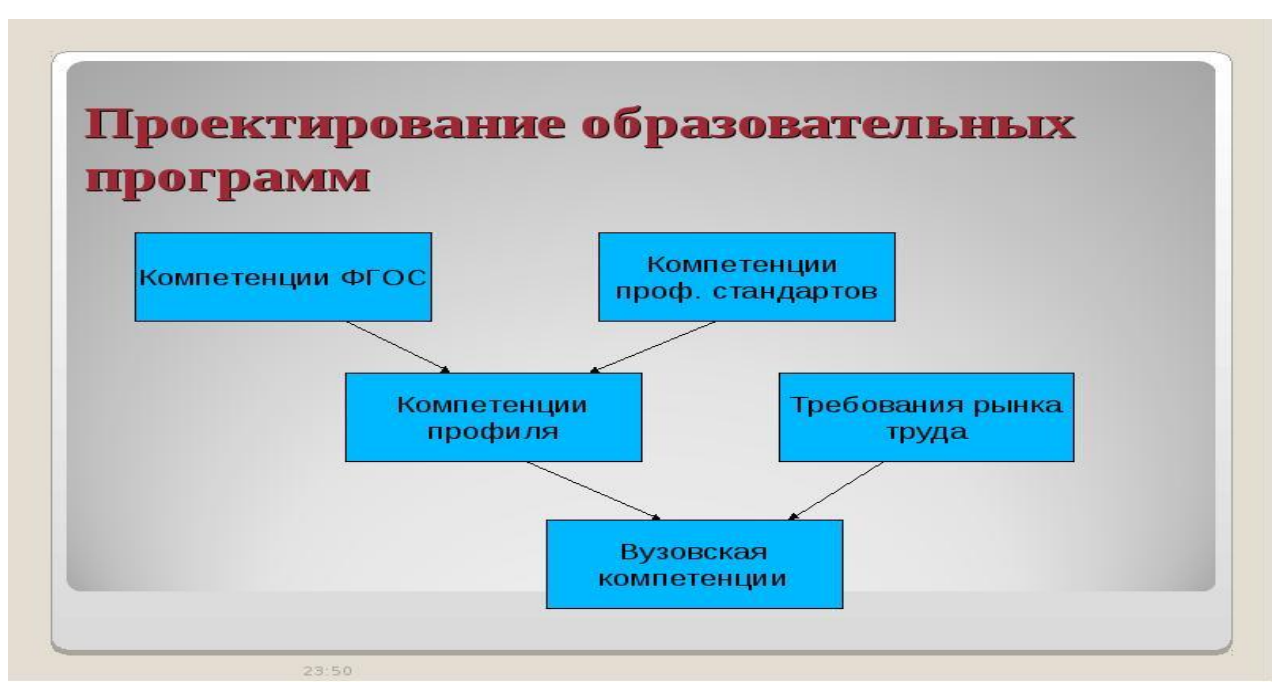 Проектирование образовательных
программ
Компетенции ФГОС
Компетенции
проф. стандартов
Компетенции
профиля
Требования рынка
труда
Вузовская
компетенции
23:50